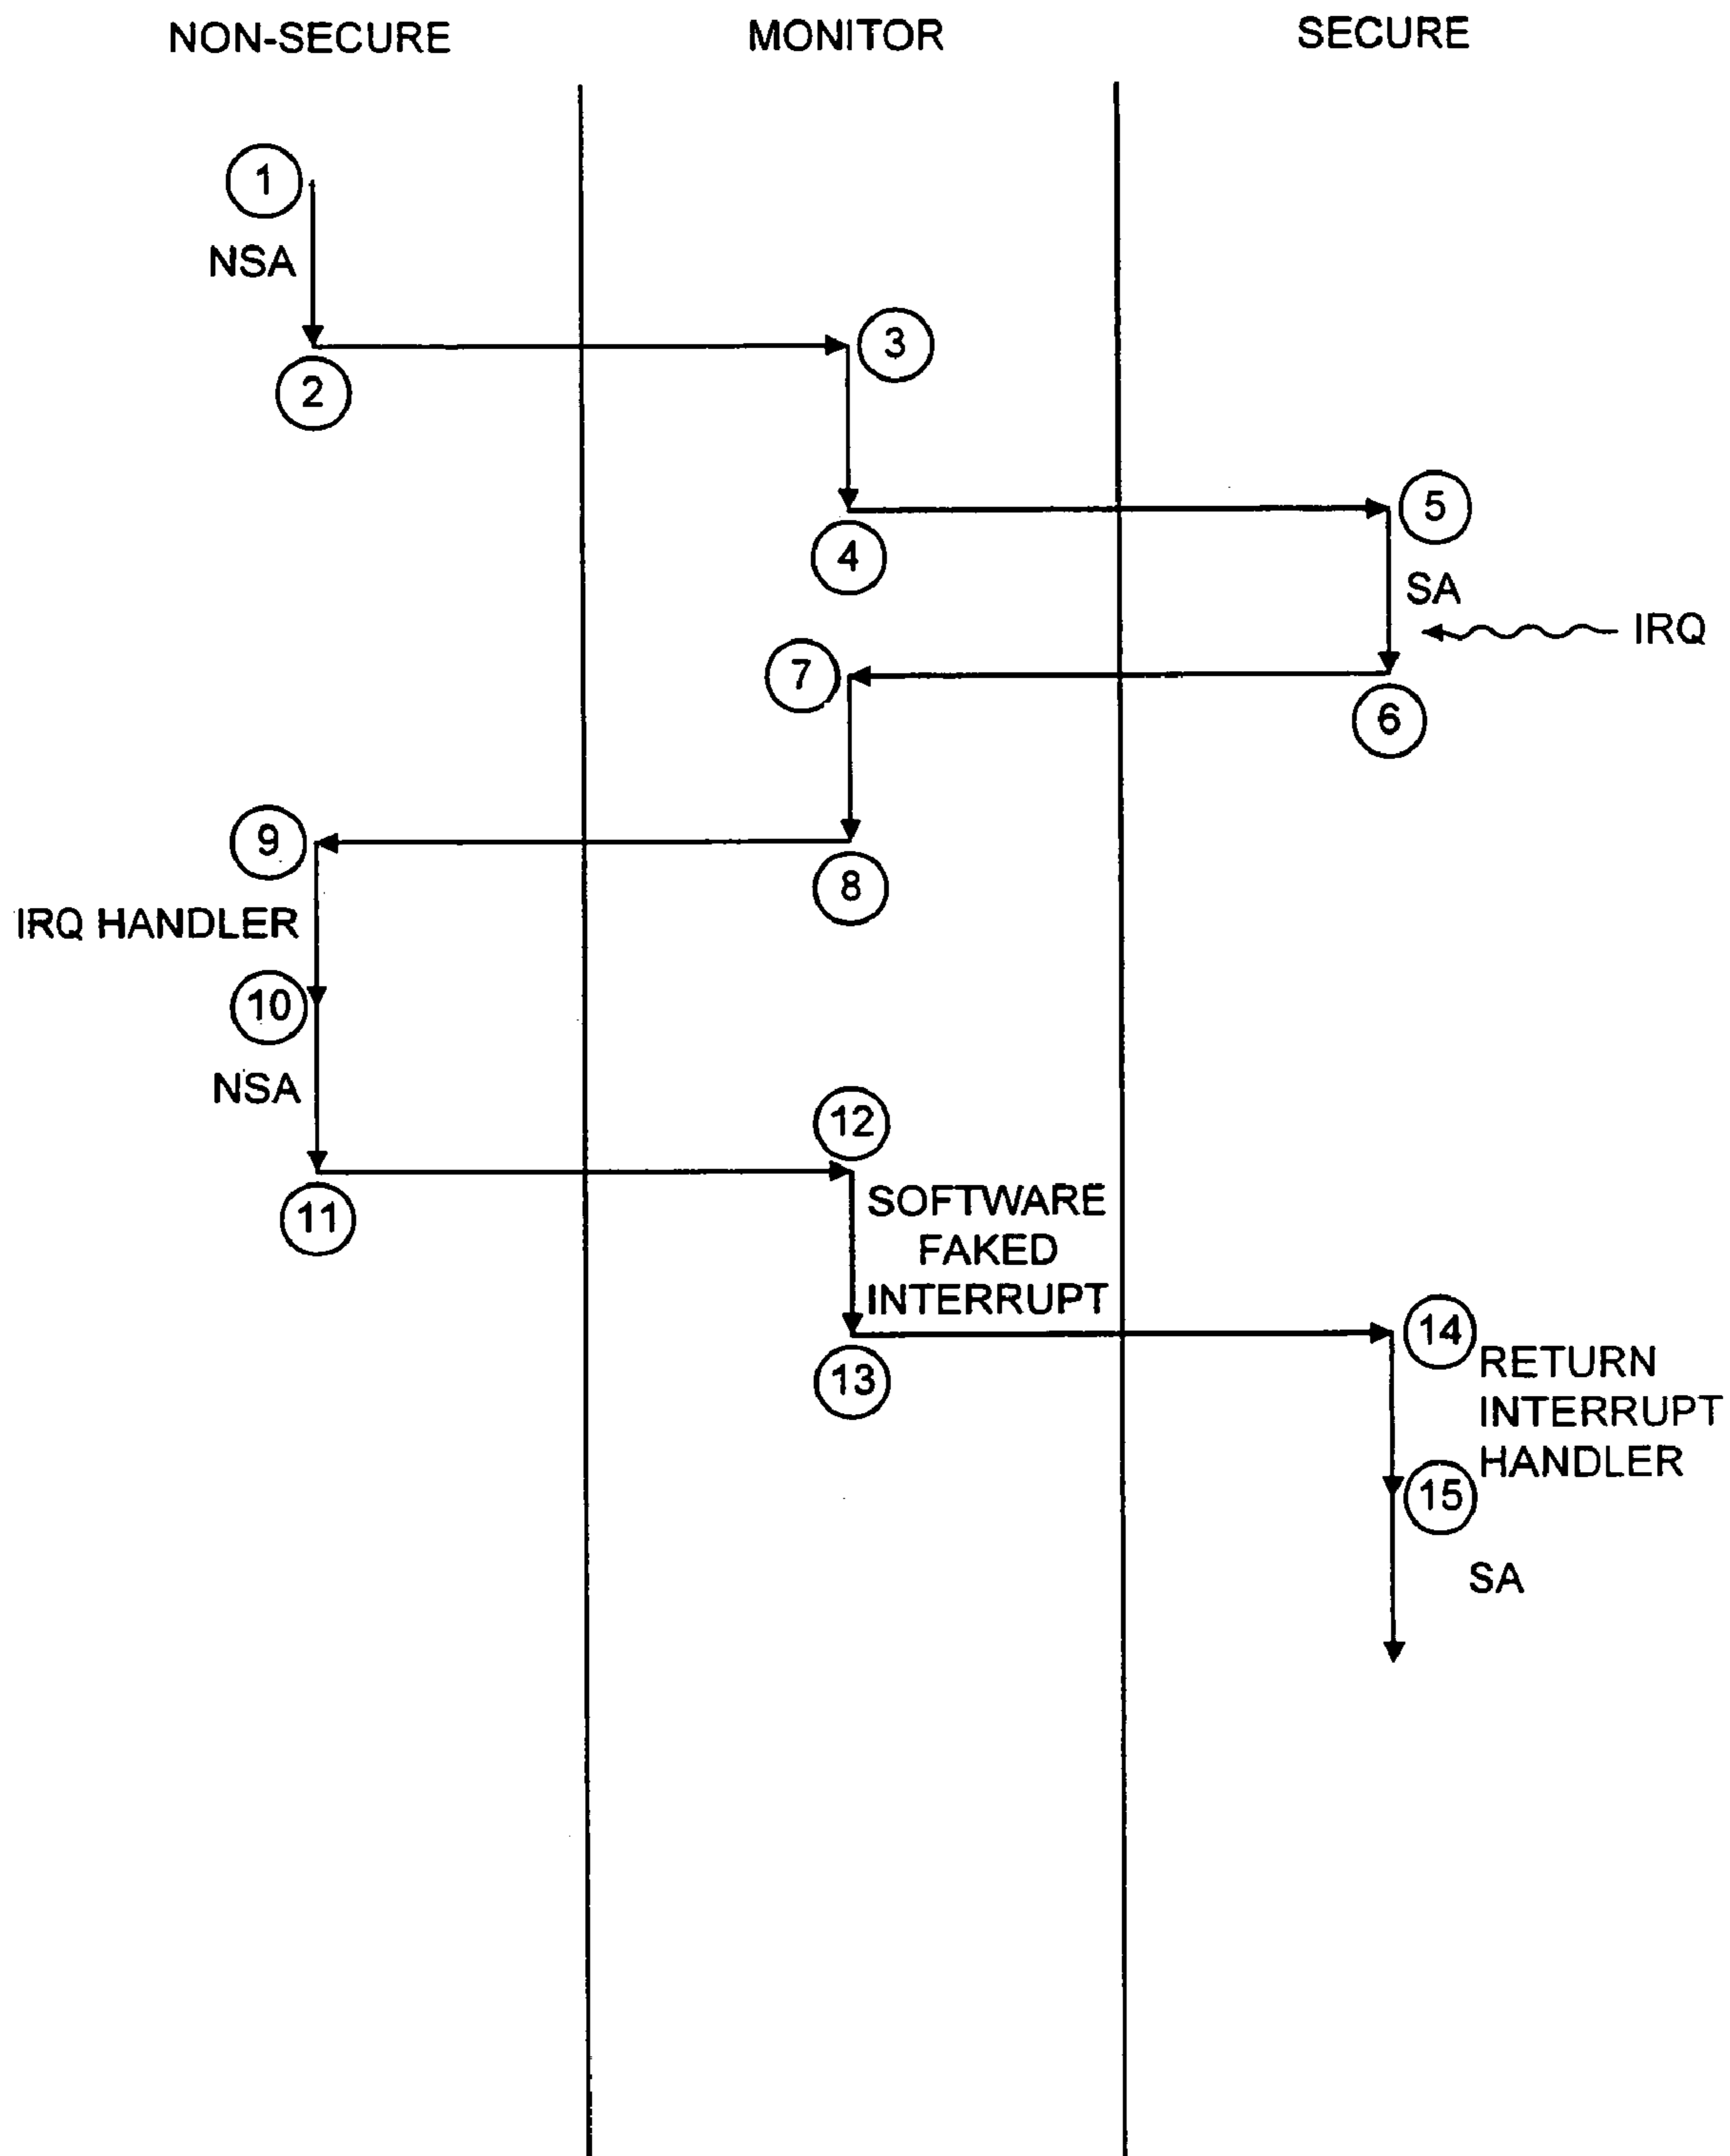 NON-SECURE
MONITOR
SECURE
1
NSA
2
3
4
5
SA
IRQ
6
7
8
9
IRQ HANDLER
10
NSA
11
12
SOFTWARE
FAKED
INTERRUPT
13
14
RETURN
INTERRUPT
HANDLER
15
SA